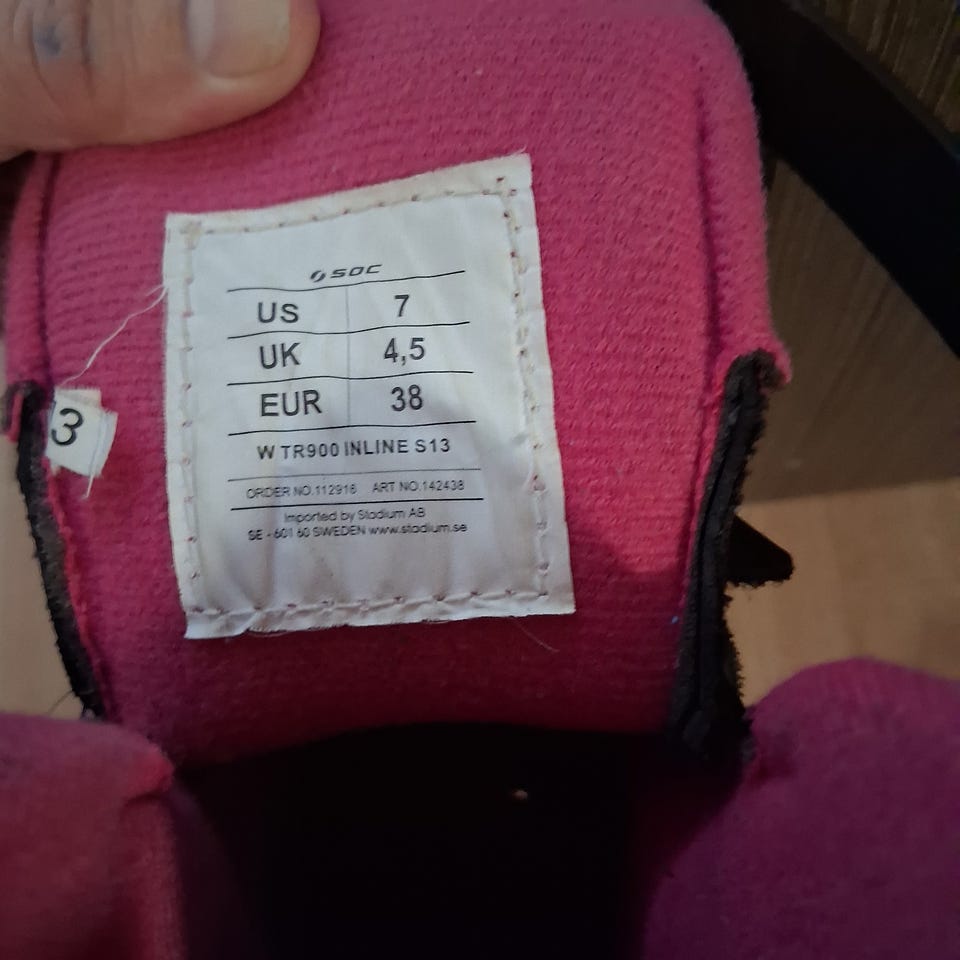 SOC
US 7
UK 4,5
EUR 38
W TR900 INLINE S13
ORDER NO.112916 ART NO.142438
Imported by Stadium AB
SE - 601 60 SWEDEN www.stadium.se
3